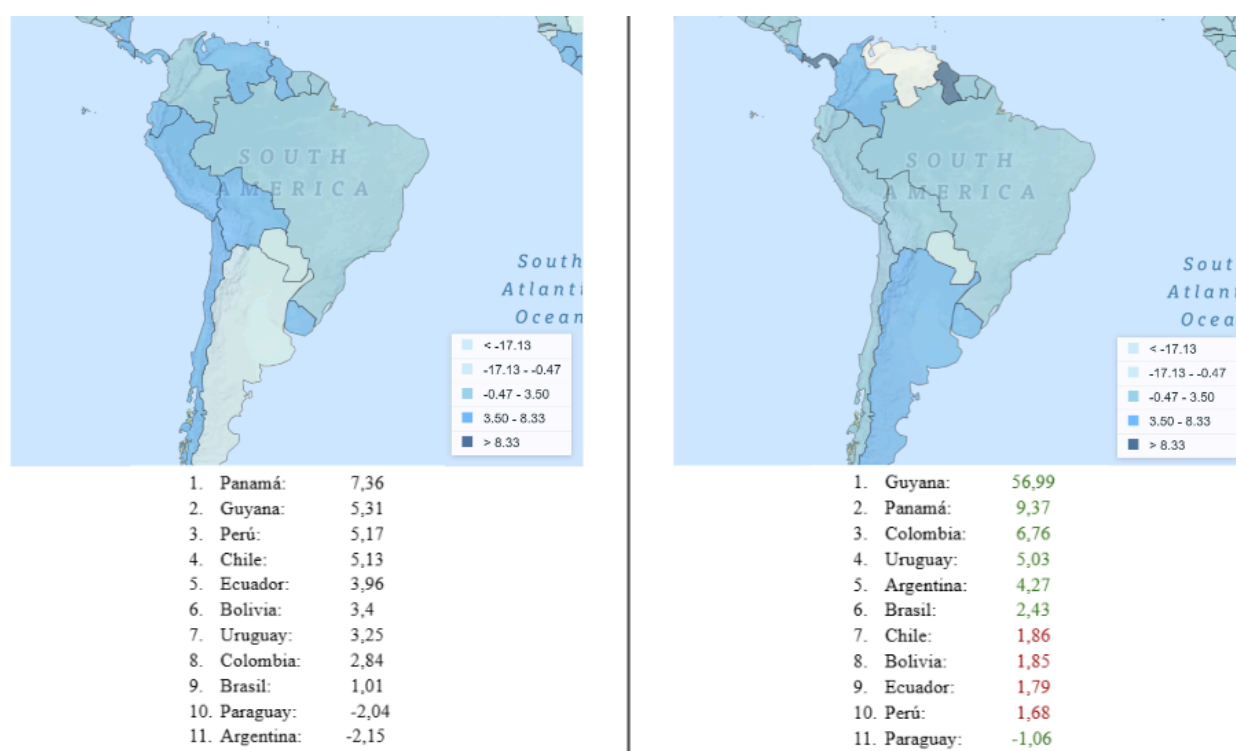 SOUTH
AMERICA
South
Atlanti
Ocean
< -17.13
-17.13 - -0.47
-0.47 - 3.50
3.50 - 8.33
> 8.33
1. Panamá: 7,36
2. Guyana: 5,31
3. Perú: 5,17
4. Chile: 5,13
5. Ecuador: 3,96
6. Bolivia: 3,4
7. Uruguay: 3,25
8. Colombia: 2,84
9. Brasil: 1,01
10. Paraguay: -2,04
11. Argentina: -2,15
SOUTH
AMERICA
Sout
Atlan
Ocea
< -17.13
-17.13 - -0.47
-0.47 - 3.50
3.50 - 8.33
> 8.33
1. Guyana: 56,99
2. Panamá: 9,37
3. Colombia: 6,76
4. Uruguay: 5,03
5. Argentina: 4,27
6. Brasil: 2,43
7. Chile: 1,86
8. Bolivia: 1,85
9. Ecuador: 1,79
10. Perú: 1,68
11. Paraguay: -1,06